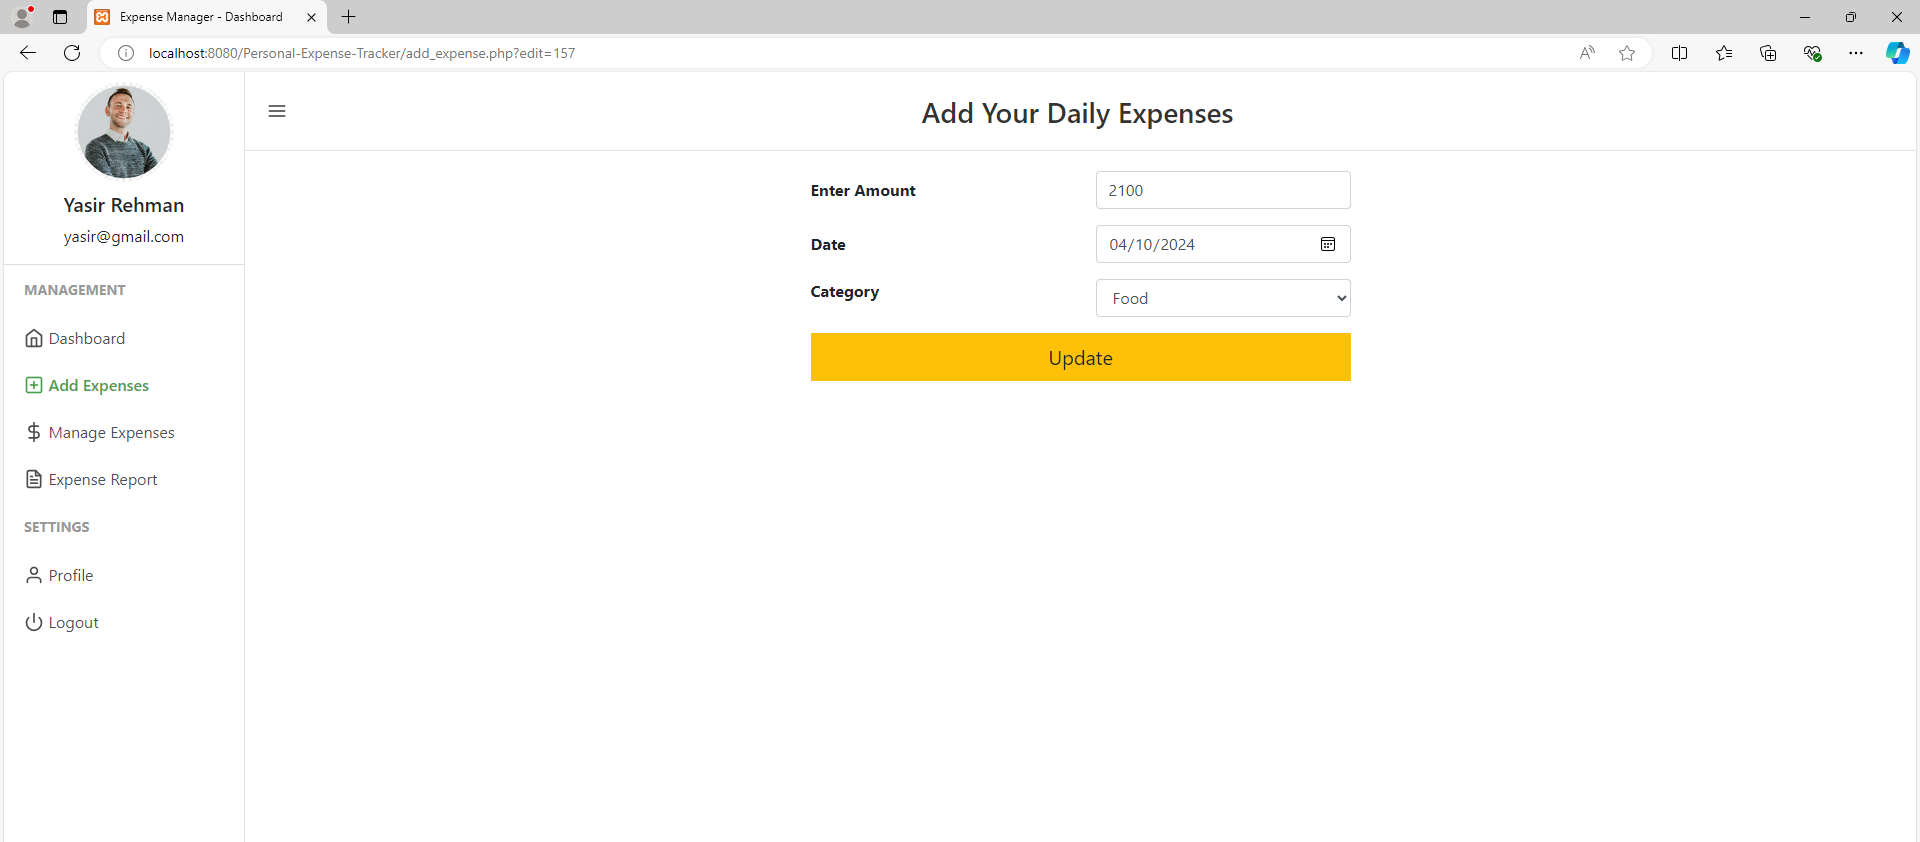 Expense Manager - Dashboard
localhost:8080/Personal-Expense-Tracker/add_expense.php?edit=157
Yasir Rehman
yasir@gmail.com
MANAGEMENT
Dashboard
Add Expenses
Manage Expenses
Expense Report
SETTINGS
Profile
Logout
Add Your Daily Expenses
Enter Amount 2100
Date 04/10/2024
Category Food
Update